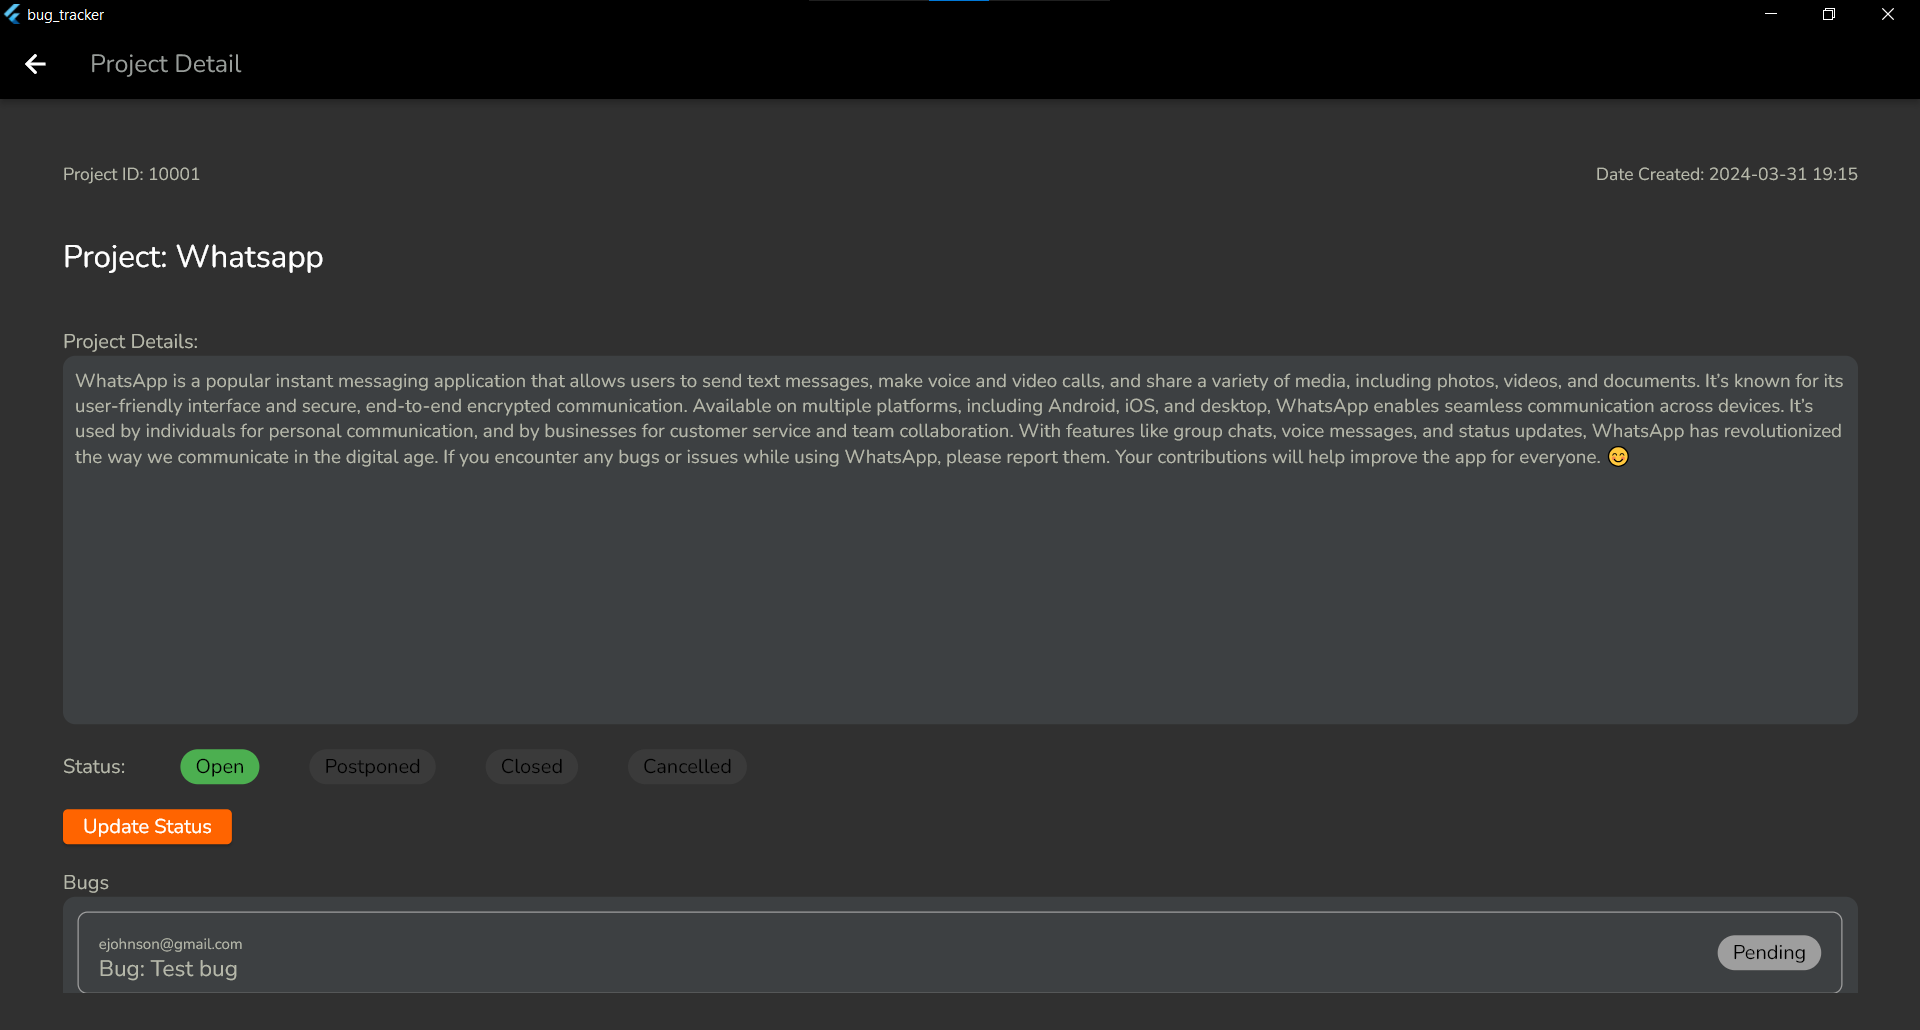 bug_tracker
Project Detail
Project ID: 10001
Date Created: 2024-03-31 19:15
Project: Whatsapp
Project Details:
WhatsApp is a popular instant messaging application that allows users to send text messages, make voice and video calls, and share a variety of media, including photos, videos, and documents. It’s known for its
user-friendly interface and secure, end-to-end encrypted communication. Available on multiple platforms, including Android, iOS, and desktop, WhatsApp enables seamless communication across devices. It’s
used by individuals for personal communication, and by businesses for customer service and team collaboration. With features like group chats, voice messages, and status updates, WhatsApp has revolutionized
the way we communicate in the digital age. If you encounter any bugs or issues while using WhatsApp, please report them. Your contributions will help improve the app for everyone. 😊
Status:
Open
Postponed
Closed
Cancelled
Update Status
Bugs
ejohnson@gmail.com
Bug: Test bug
Pending